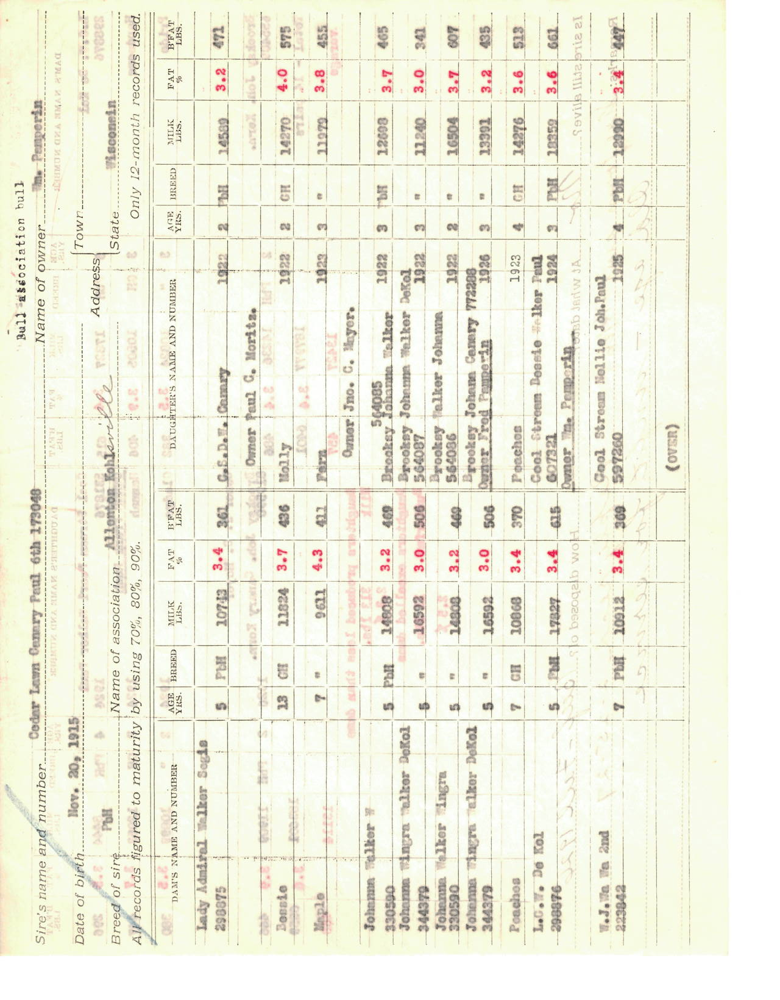 Bull association bull
Sire's name and number Cedar Lawn Canary Paul 6th 173048 Name of owner Wm. Pamperin
Date of birth Nov. 20, 1915 Address Town
Breed of sire PbH Name of association Allenton Kohlsville State Wisconsin
All records figured to maturity by using 70%, 80%, 90%. Only 12-month records used.
DAM'S NAME AND NUMBER AGE YRS. BREED MILK LBS. FAT % B'FAT LBS. DAUGHTER'S NAME AND NUMBER AGE YRS. BREED MILK LBS. FAT % B'FAT LBS.
Lady Admiral Walker Segis
298875 5 PbH 10743 3.4 361 C.S.D.W. Canary 1922 2 PbH 14589 3.2 471
Owner Paul C. Moritz.
Bessie 13 GH 11824 3.7 436 Molly 1922 2 GH 14270 4.0 575
Maple 7 " 9611 4.3 411 Fern 1923 3 " 11979 3.8 455
Owner Jno. C. Mayer.
Johanna Walker W 564085
330590 5 PbH 14808 3.2 469 Brooksy Johanna Walker 1922 3 PbH 12698 3.7 465
Johanna Wingra Walker DeKol Brooksy Johanna Walker DeKol
344379 5 " 16592 3.0 506 564087 1922 3 " 11240 3.0 341
Johanna Walker Wingra Brooksy Walker Johanna
330590 5 " 14808 3.2 469 564086 1922 2 " 16504 3.7 607
Johanna Wingra Walker DeKol Brooksy Johana Canary 772288
344379 5 " 16592 3.0 506 Owner Fred Pamperin 1926 3 " 13391 3.2 435
Peaches 7 GH 10868 3.4 370 Peaches 1923 4 GH 14276 3.6 513
L.C.W. De Kol Cool Stream Dessie Walker Paul
298876 5 PbH 17827 3.4 615 607321 1924 3 PbH 18359 3.6 661
Owner Wm. Pamperin
W.J.Wa Wa 2nd Cool Stream Nellie Joh.Paul
223842 7 PbH 10912 3.4 369 597260 1925 4 PbH 12990 3.4 447
(OVER)